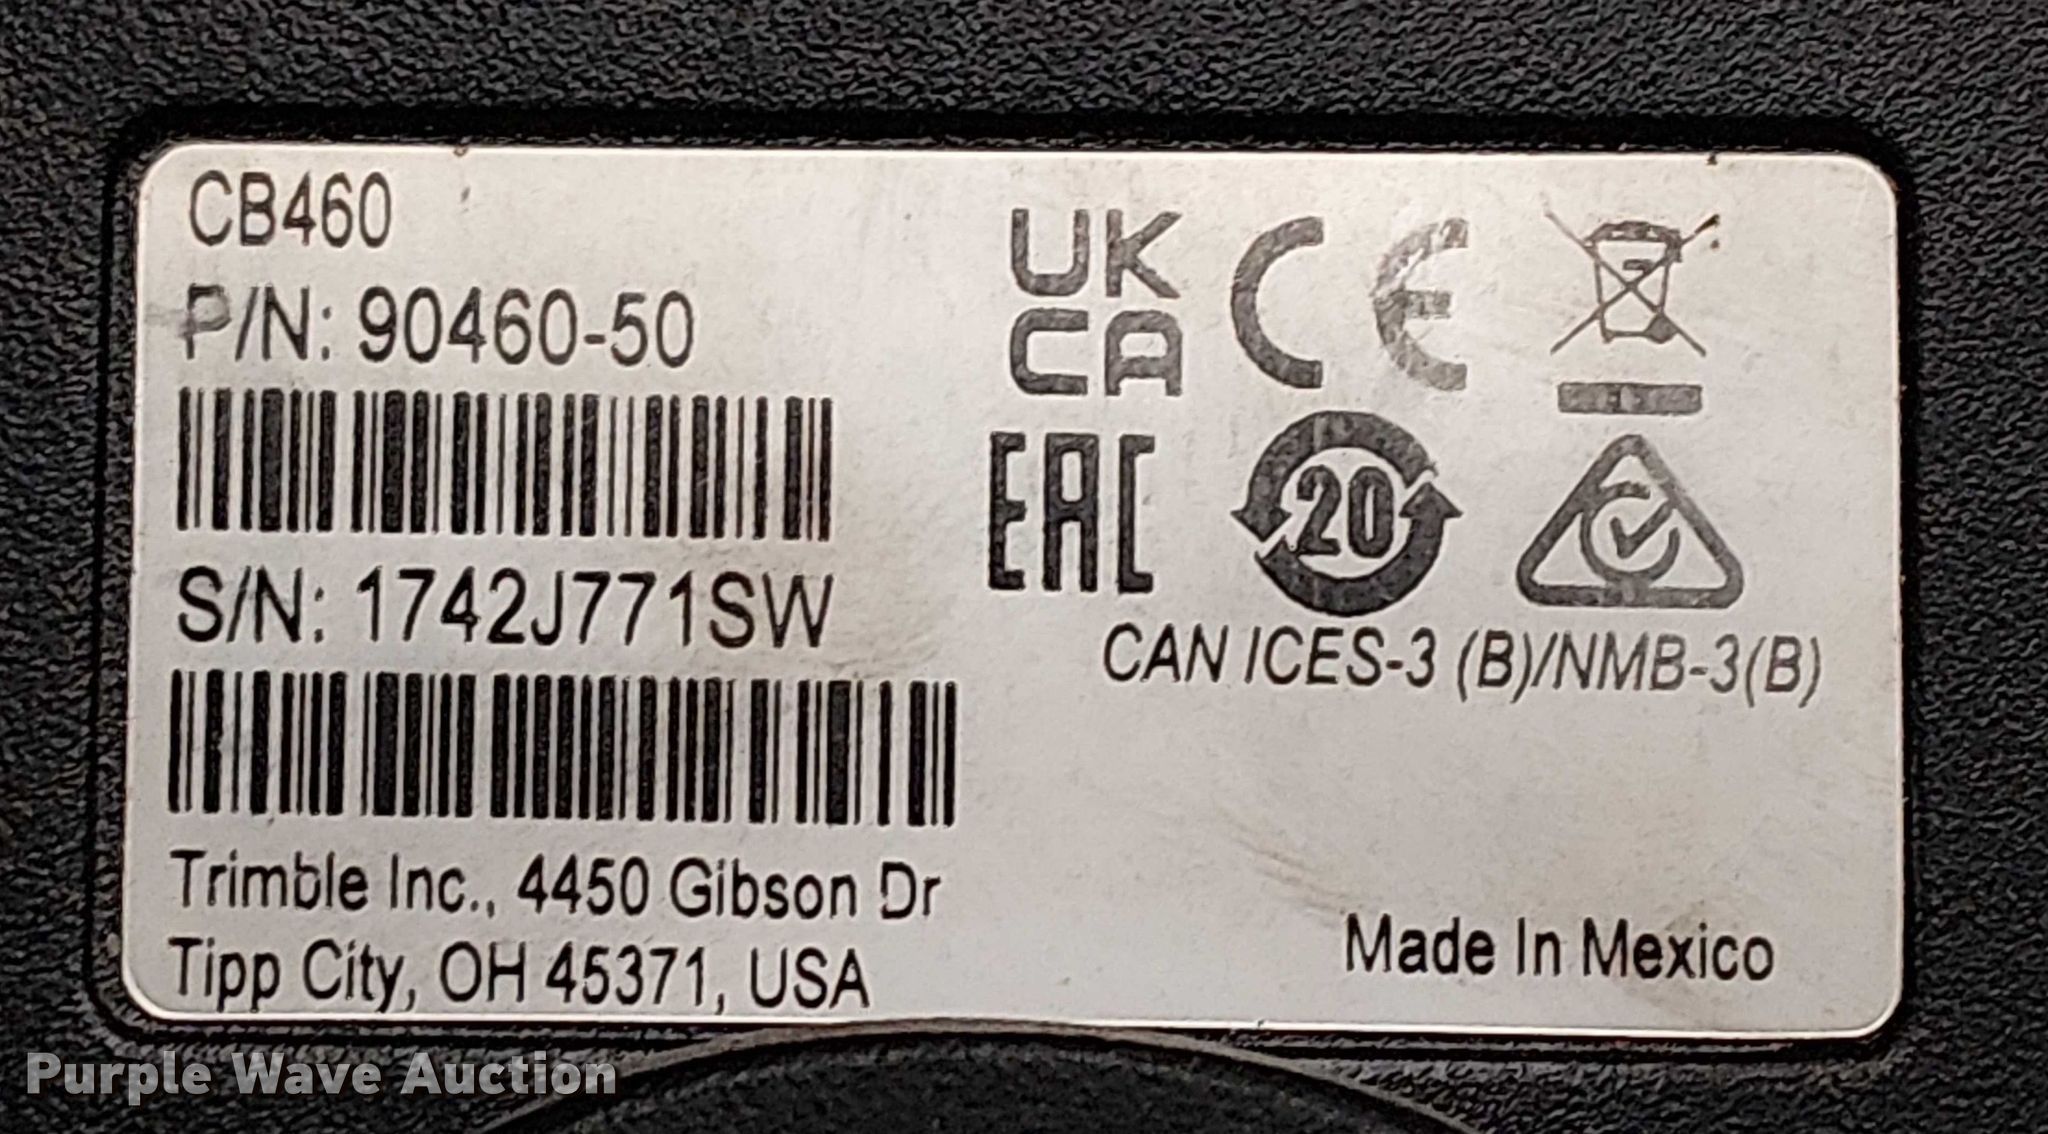 CB460
P/N: 90460-50
S/N: 1742J771SW
Trimble Inc., 4450 Gibson Dr
Tipp City, OH 45371, USA
UK
CA
CE
EAC
20
CAN ICES-3 (B)/NMB-3(B)
Made In Mexico
Purple Wave Auction